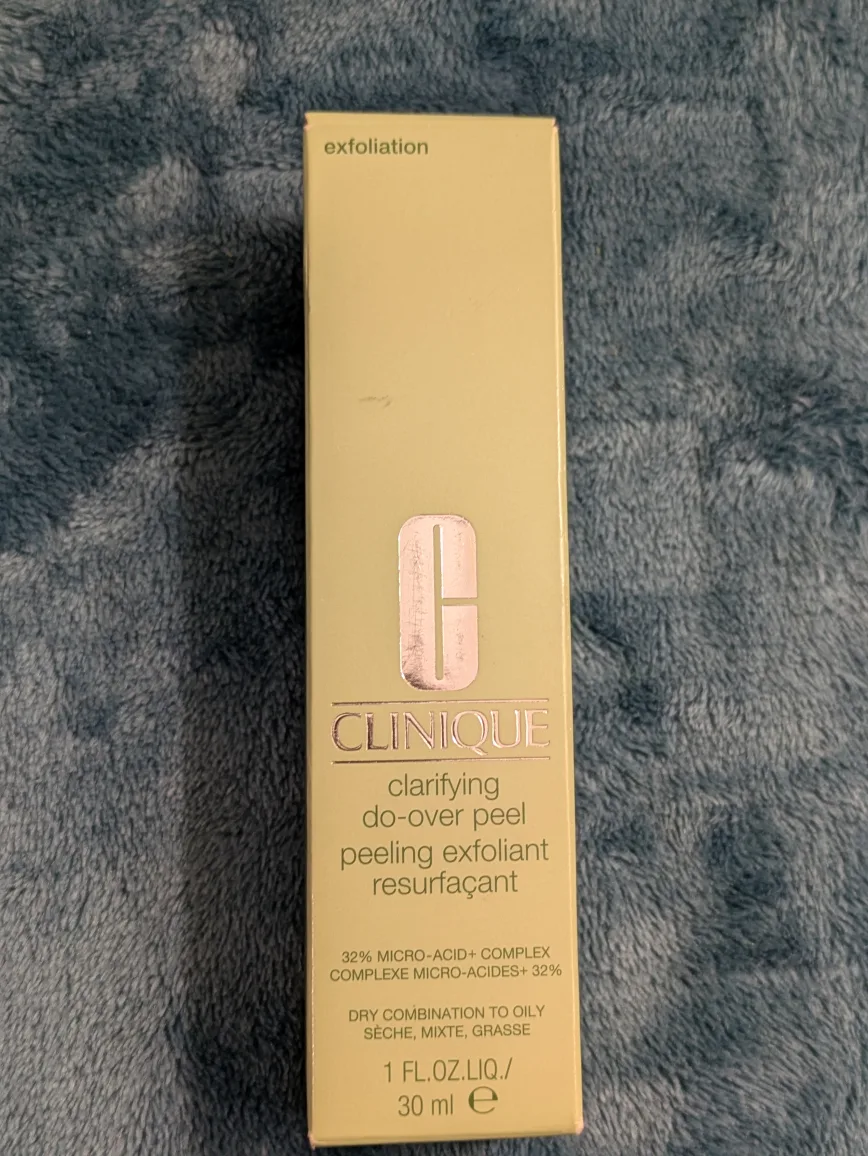 exfoliation
CLINIQUE
clarifying
do-over peel
peeling exfoliant
resurfaçant
32% MICRO-ACID+ COMPLEX
COMPLEXE MICRO-ACIDES+ 32%
DRY COMBINATION TO OILY
SÈCHE, MIXTE, GRASSE
1 FL.OZ.LIQ./
30 ml ℮